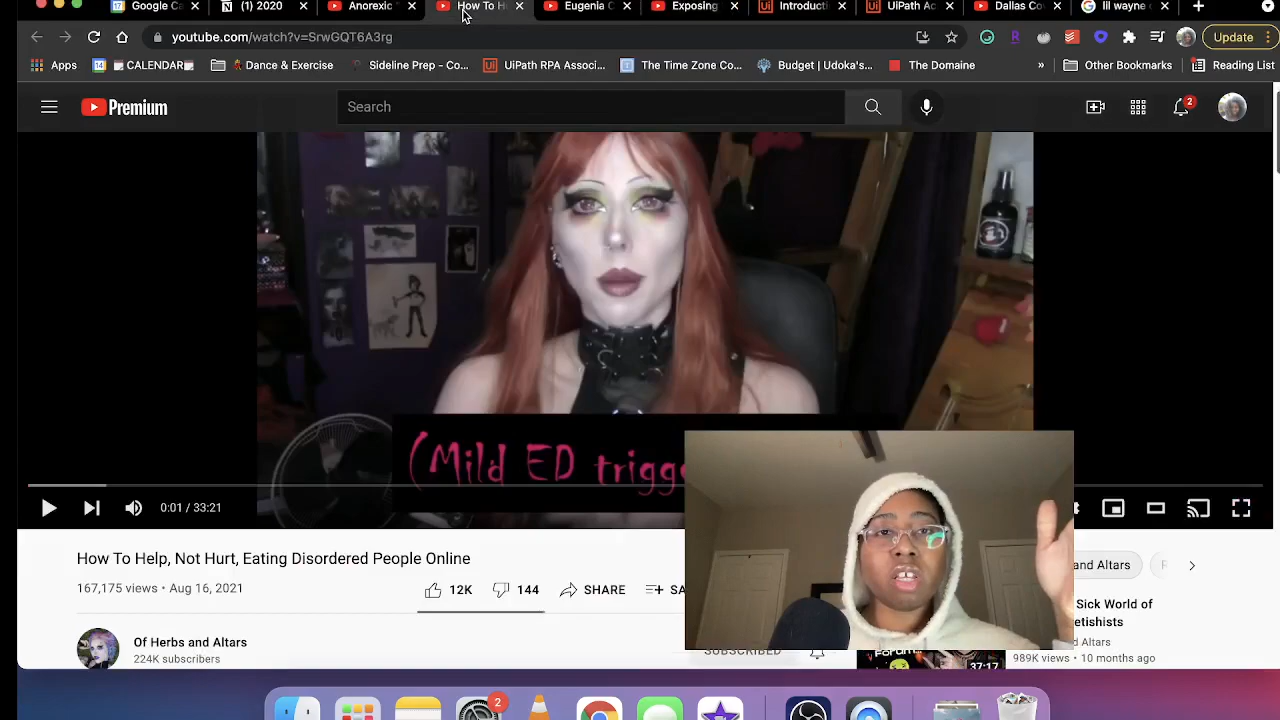 Google Ca
(1) 2020
Anorexic
How To H
Eugenia C
Exposing
Introducti
UiPath Ac
Dallas Cov
lil wayne c
youtube.com/watch?v=SrwGQT6A3rg
Update
Apps
CALENDAR
Dance & Exercise
Sideline Prep - Co...
UiPath RPA Associ...
The Time Zone Co...
Budget | Udoka's...
The Domaine
»
Other Bookmarks
Reading List
Premium
Search
2
(Mild ED trigge
0:01 / 33:21
How To Help, Not Hurt, Eating Disordered People Online
167,175 views • Aug 16, 2021
12K
144
SHARE
SA
Of Herbs and Altars
224K subscribers
SUBSCRIBED
and Altars
Sick World of
etishists
Altars
989K views • 10 months ago
37:17
2